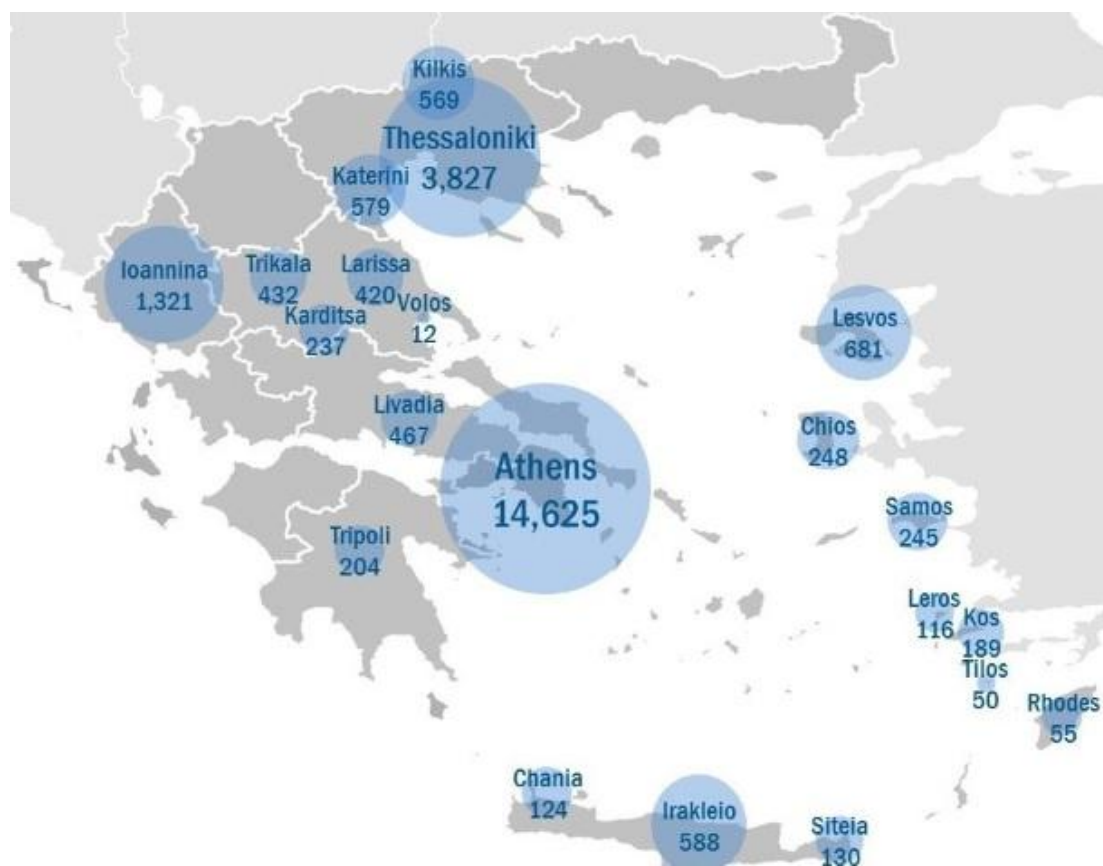 Kilkis
569
Thessaloniki
3,827
Katerini
579
Ioannina
1,321
Trikala
432
Larissa
420
Volos
12
Karditsa
237
Lesvos
681
Livadia
467
Chios
248
Athens
14,625
Samos
245
Tripoli
204
Leros
116
Kos
189
Tilos
50
Rhodes
55
Chania
124
Irakleio
588
Siteia
130